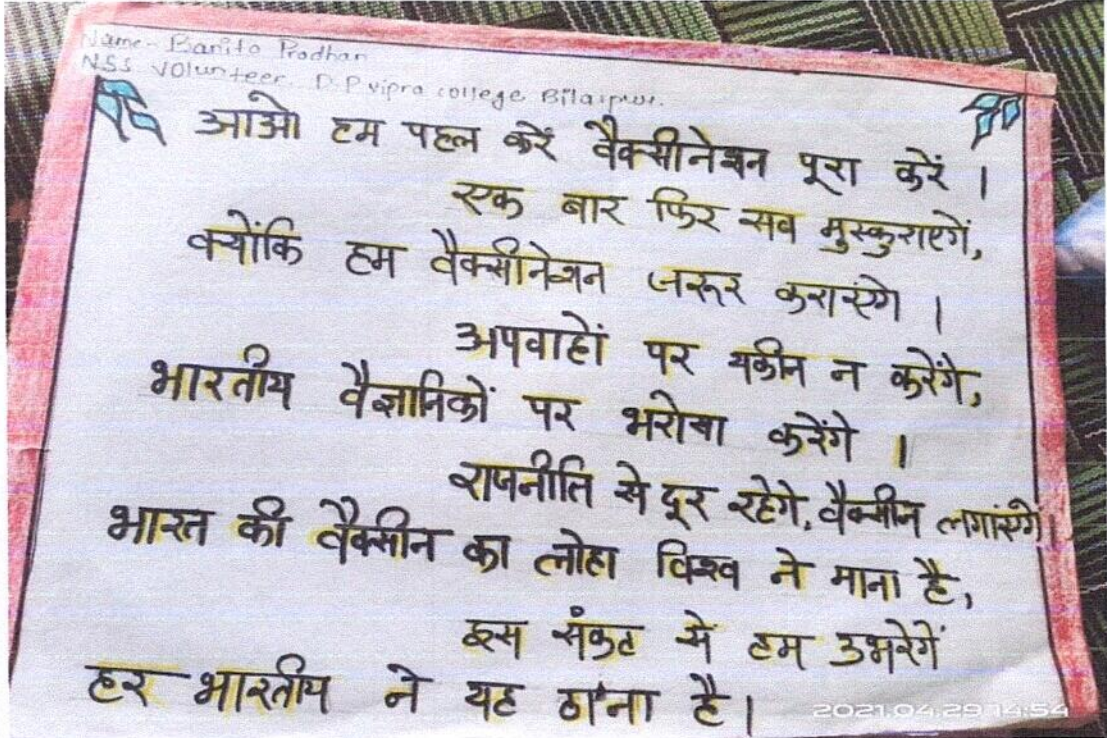 Name- Banita Pradhan
NSS Volunteer. D.P vipra college Bilaspur.
आओ हम पहल करें वैक्सीनेशन पूरा करें ।
एक बार फिर सब मुस्कुराएगें,
क्योंकि हम वैक्सीनेशन जरूर कराएंगे ।
अपवाहों पर यकीन न करेंगे,
भारतीय वैज्ञानिकों पर भरोसा करेंगे ।
राजनीति से दूर रहेगे, वैक्सीन लगाएंगे।
भारत की वैक्सीन का लोहा विश्व ने माना है,
इस संकट से हम उभरेगें
हर भारतीय ने यह ठाना है।
2021.04.29 14:54